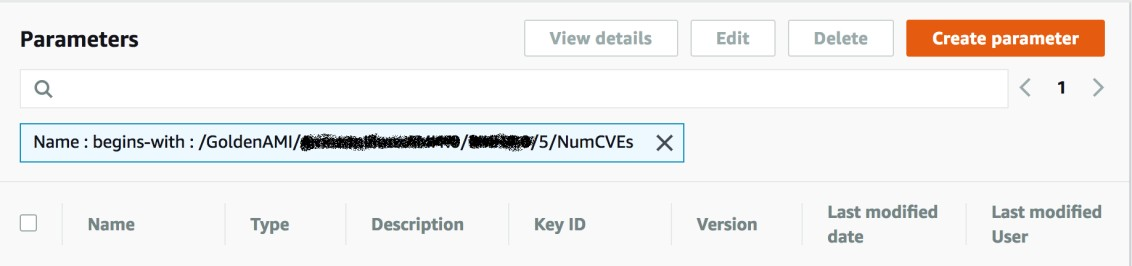 Parameters
View details Edit Delete Create parameter
1
Name : begins-with : /GoldenAMI/ / /5/NumCVEs
Name Type Description Key ID Version Last modified date Last modified User